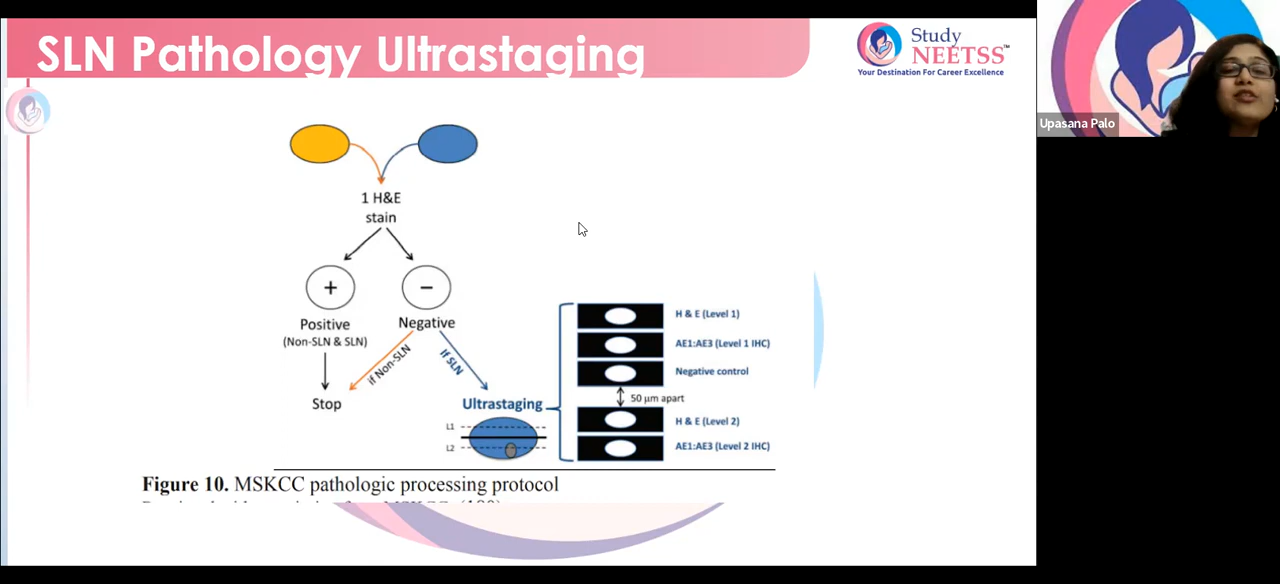 SLN Pathology Ultrastaging
Study
NEETSS™
Your Destination For Career Excellence
Upasana Palo
1 H&E
stain
+
−
Positive
(Non-SLN & SLN)
Negative
if Non-SLN
If SLN
Stop
Ultrastaging
L1
L2
H & E (Level 1)
AE1:AE3 (Level 1 IHC)
Negative control
50 μm apart
H & E (Level 2)
AE1:AE3 (Level 2 IHC)
Figure 10. MSKCC pathologic processing protocol